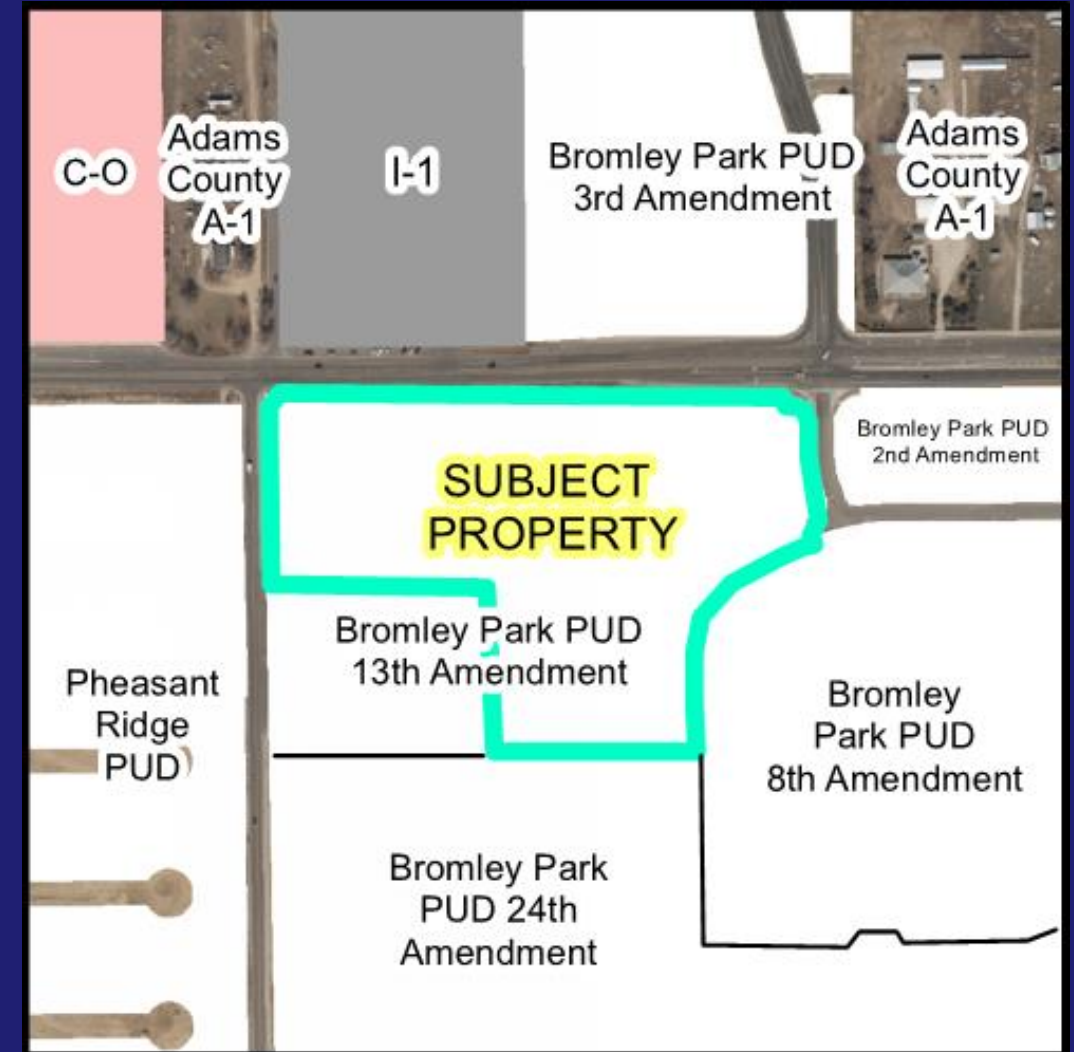 C-O
Adams
County
A-1
I-1
Bromley Park PUD
3rd Amendment
Adams
County
A-1
Bromley Park PUD
2nd Amendment
SUBJECT
PROPERTY
Bromley Park PUD
13th Amendment
Pheasant
Ridge
PUD
Bromley
Park PUD
8th Amendment
Bromley Park
PUD 24th
Amendment